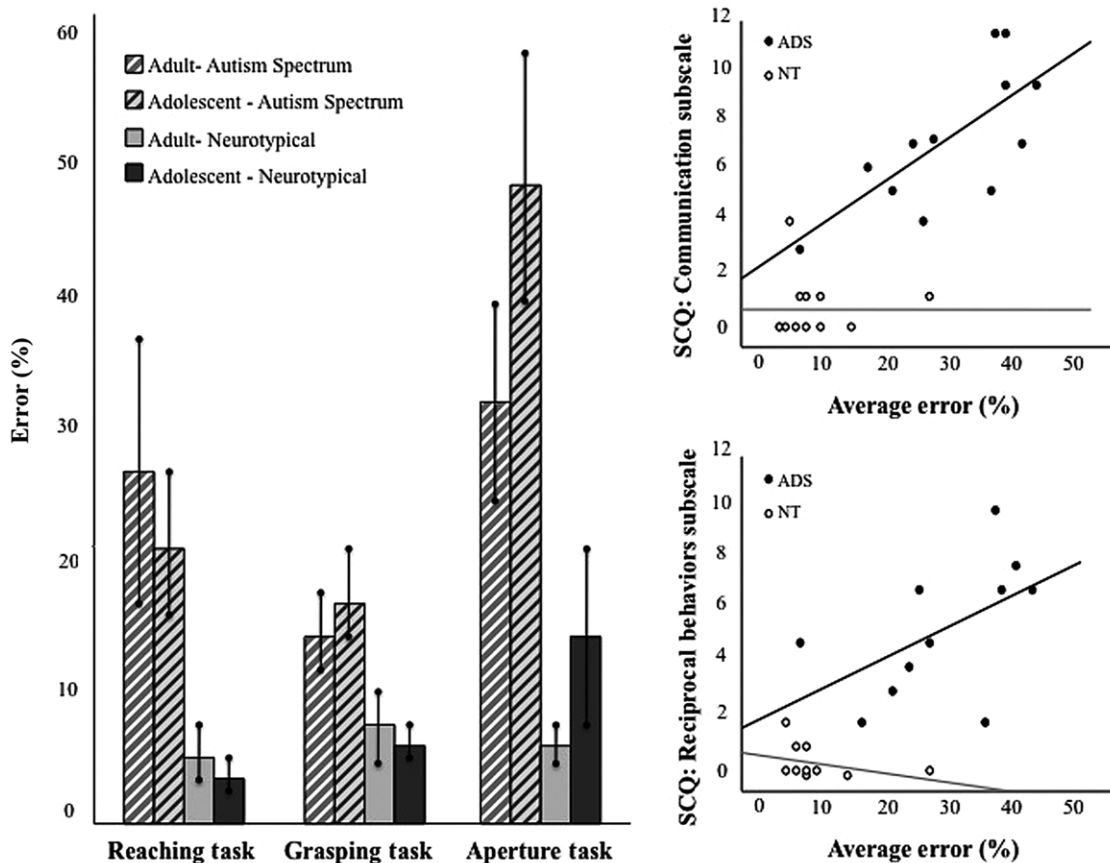 60
50
40
30
20
10
0
Error (%)
Adult- Autism Spectrum
Adolescent - Autism Spectrum
Adult- Neurotypical
Adolescent - Neurotypical
Reaching task
Grasping task
Aperture task
12
10
8
6
4
2
0
SCQ: Communication subscale
ADS
NT
0 10 20 30 40 50
Average error (%)
12
10
8
6
4
2
0
SCQ: Reciprocal behaviors subscale
ADS
NT
0 10 20 30 40 50
Average error (%)